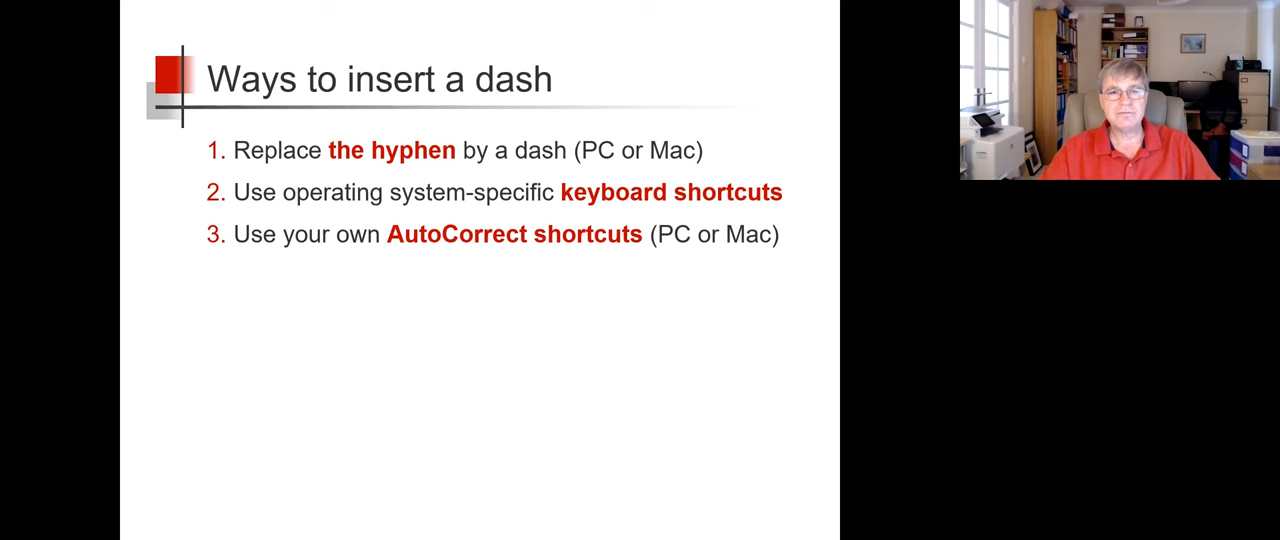 Ways to insert a dash
1. Replace the hyphen by a dash (PC or Mac)
2. Use operating system-specific keyboard shortcuts
3. Use your own AutoCorrect shortcuts (PC or Mac)